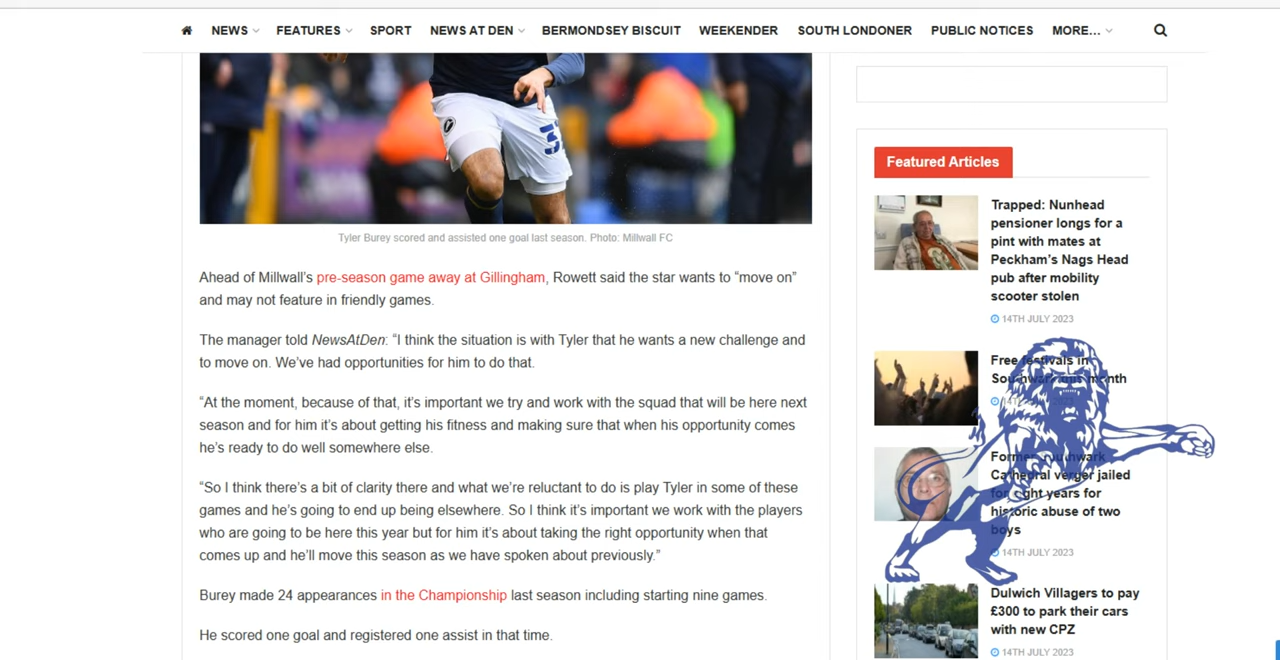 NEWS FEATURES SPORT NEWS AT DEN BERMONDSEY BISCUIT WEEKENDER SOUTH LONDONER PUBLIC NOTICES MORE...
3
Tyler Burey scored and assisted one goal last season. Photo: Millwall FC
Ahead of Millwall’s pre-season game away at Gillingham, Rowett said the star wants to “move on”
and may not feature in friendly games.
The manager told NewsAtDen: “I think the situation is with Tyler that he wants a new challenge and
to move on. We’ve had opportunities for him to do that.
“At the moment, because of that, it’s important we try and work with the squad that will be here next
season and for him it’s about getting his fitness and making sure that when his opportunity comes
he’s ready to do well somewhere else.
“So I think there’s a bit of clarity there and what we’re reluctant to do is play Tyler in some of these
games and he’s going to end up being elsewhere. So I think it’s important we work with the players
who are going to be here this year but for him it’s about taking the right opportunity when that
comes up and he’ll move this season as we have spoken about previously.”
Burey made 24 appearances in the Championship last season including starting nine games.
He scored one goal and registered one assist in that time.
Featured Articles
Trapped: Nunhead
pensioner longs for a
pint with mates at
Peckham’s Nags Head
pub after mobility
scooter stolen
14TH JULY 2023
Free festivals in
Southwark this month
14TH JULY 2023
Former Southwark
Cathedral verger jailed
for eight years for
historic abuse of two
boys
14TH JULY 2023
Dulwich Villagers to pay
£300 to park their cars
with new CPZ
14TH JULY 2023